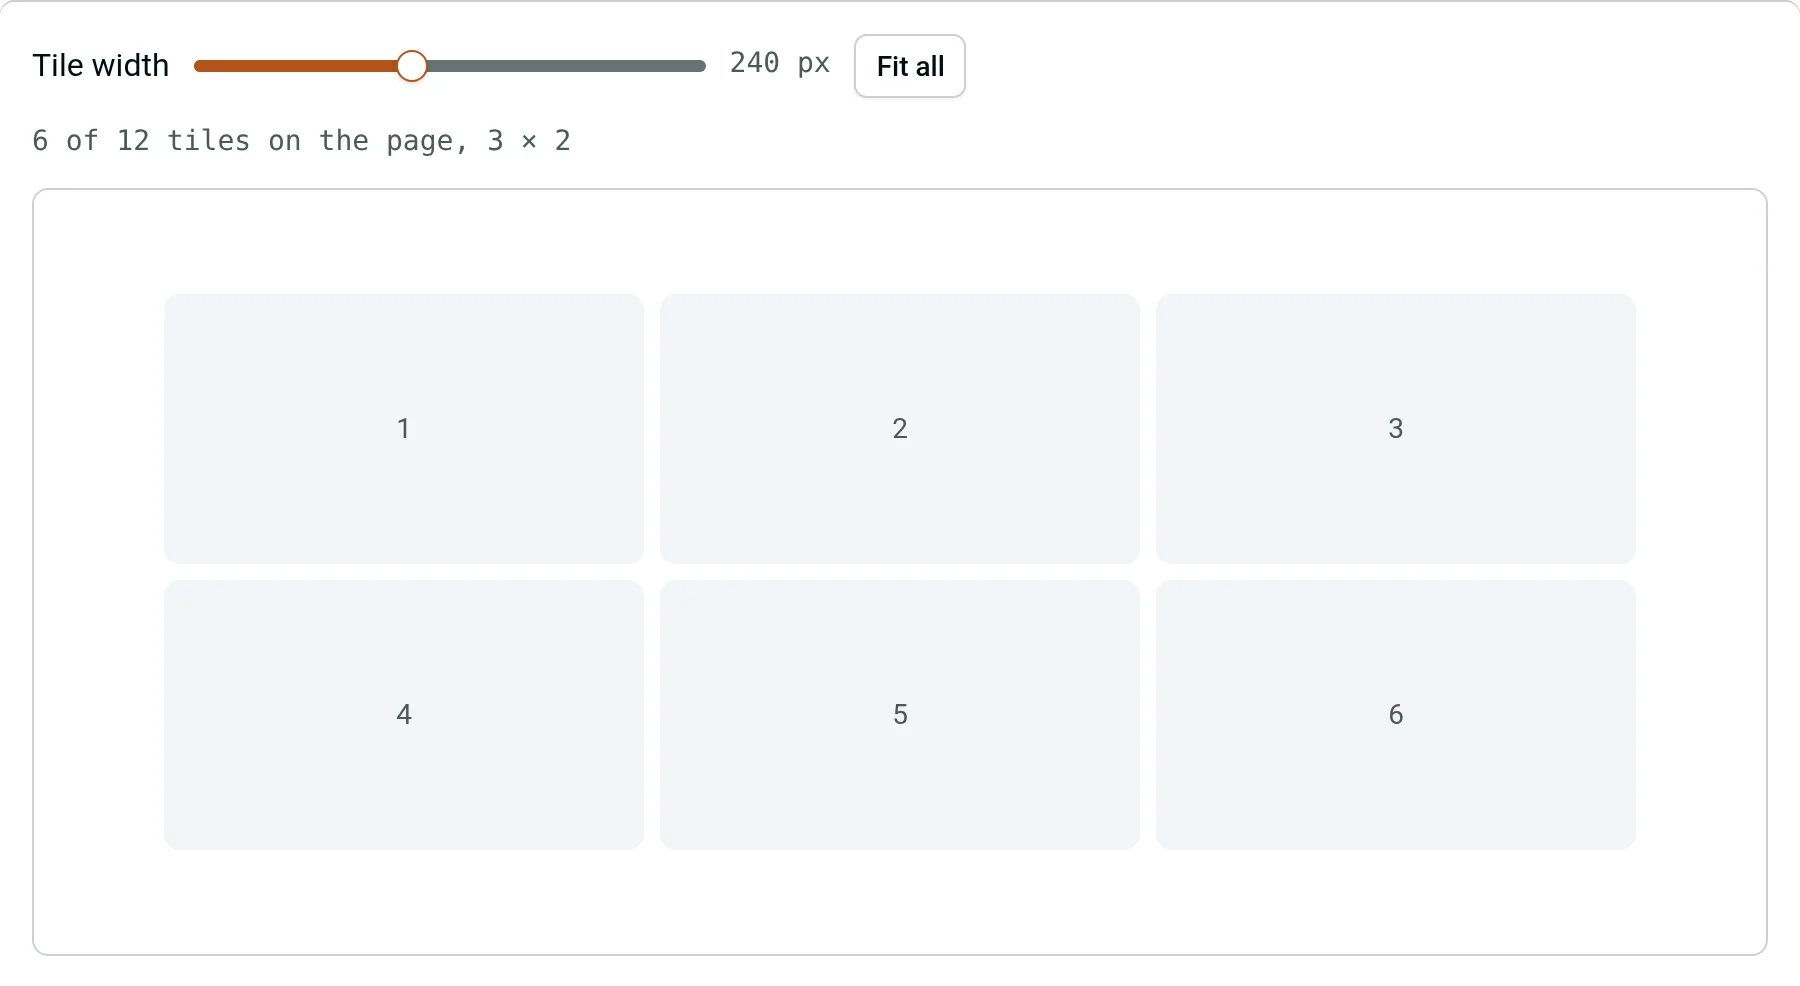 Tile width 240 px Fit all
6 of 12 tiles on the page, 3 × 2
1 2 3
4 5 6